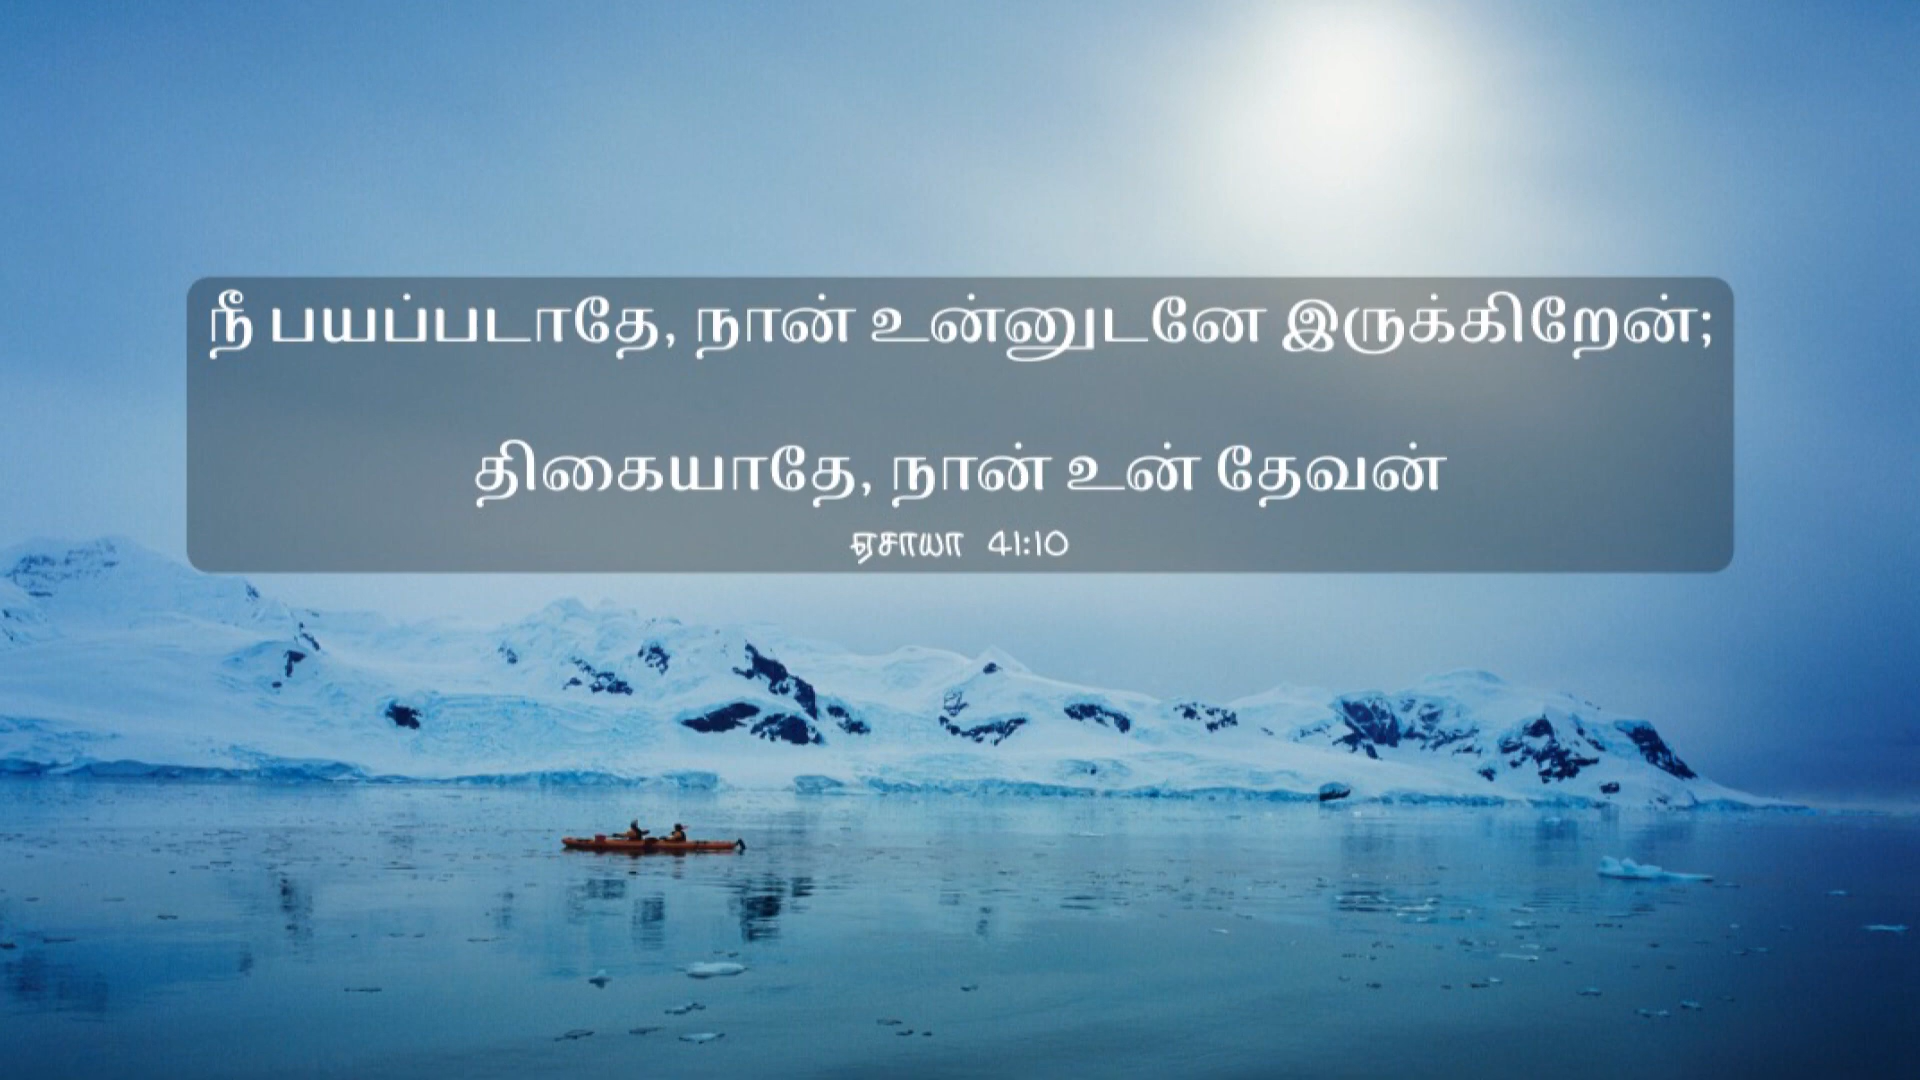 நீ பயப்படாதே, நான் உன்னுடனே இருக்கிறேன்;
திகையாதே, நான் உன் தேவன்
ஏசாயா 41:10